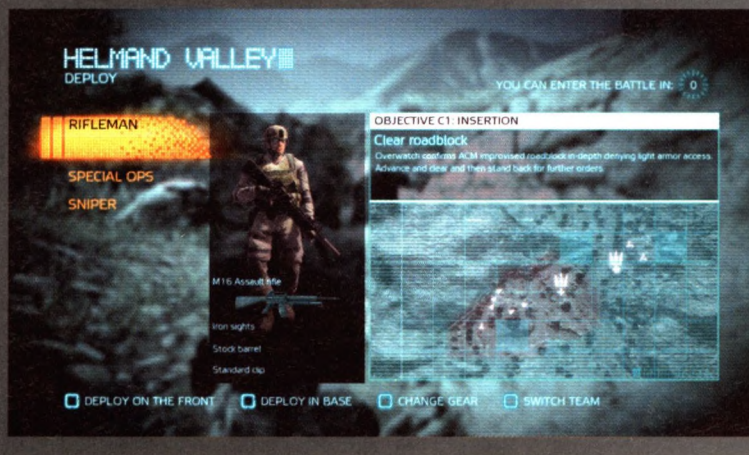 HELMAND VALLEY
DEPLOY
YOU CAN ENTER THE BATTLE IN: 0
RIFLEMAN
SPECIAL OPS
SNIPER
OBJECTIVE C1: INSERTION
Clear roadblock
Overwatch confirms ACM improvised roadblock in-depth denying light armor access.
Advance and clear and then stand back for further orders.
M16 Assault rifle
Iron sights
Stock barrel
Standard clip
DEPLOY ON THE FRONT
DEPLOY IN BASE
CHANGE GEAR
SWITCH TEAM